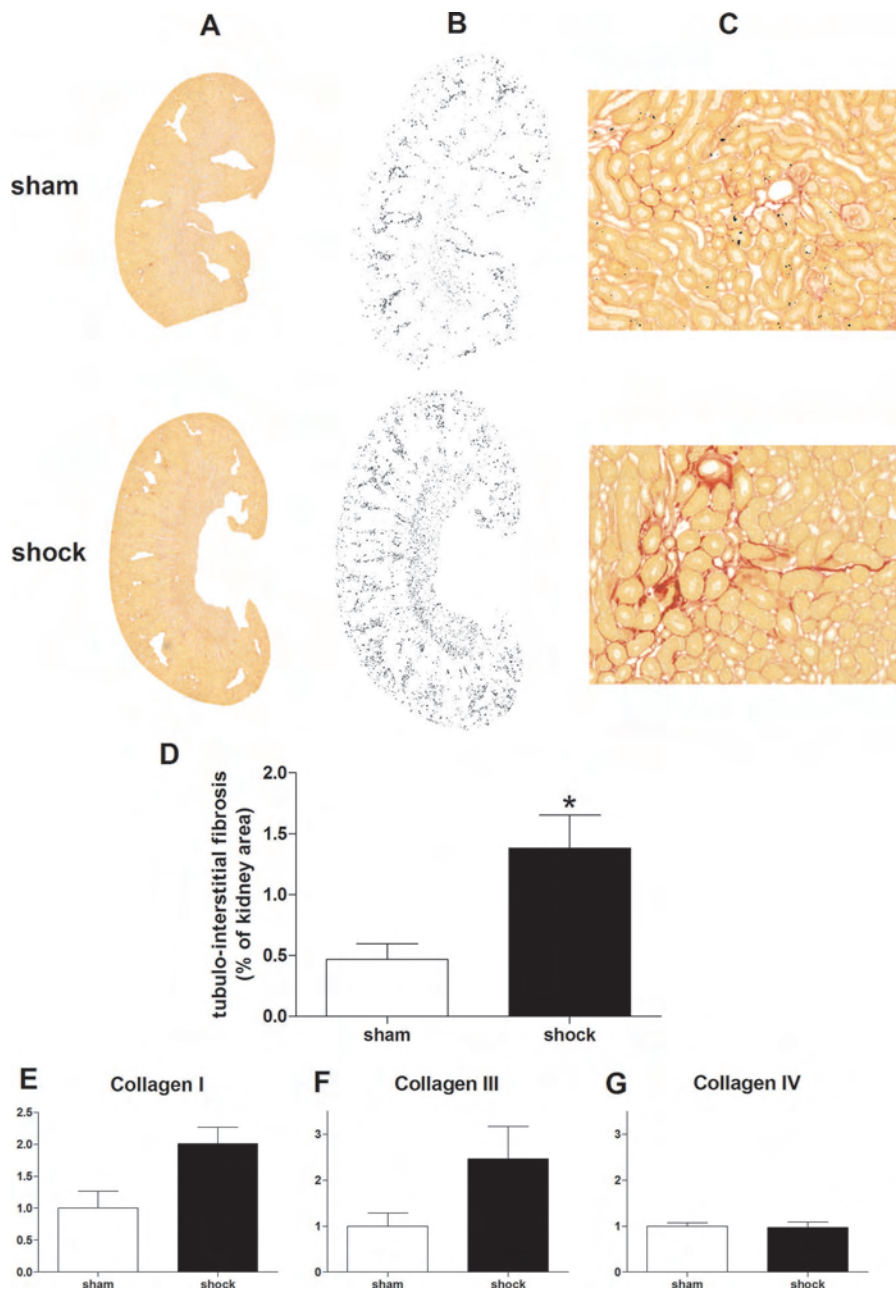 A
B
C
sham
shock
D
tubulo-interstitial fibrosis
(% of kidney area)
2.0
1.5
1.0
0.5
0.0
*
sham
shock
E
Collagen I
2.5
2.0
1.5
1.0
0.5
0.0
sham
shock
F
Collagen III
3
2
1
0
sham
shock
G
Collagen IV
3
2
1
0
sham
shock